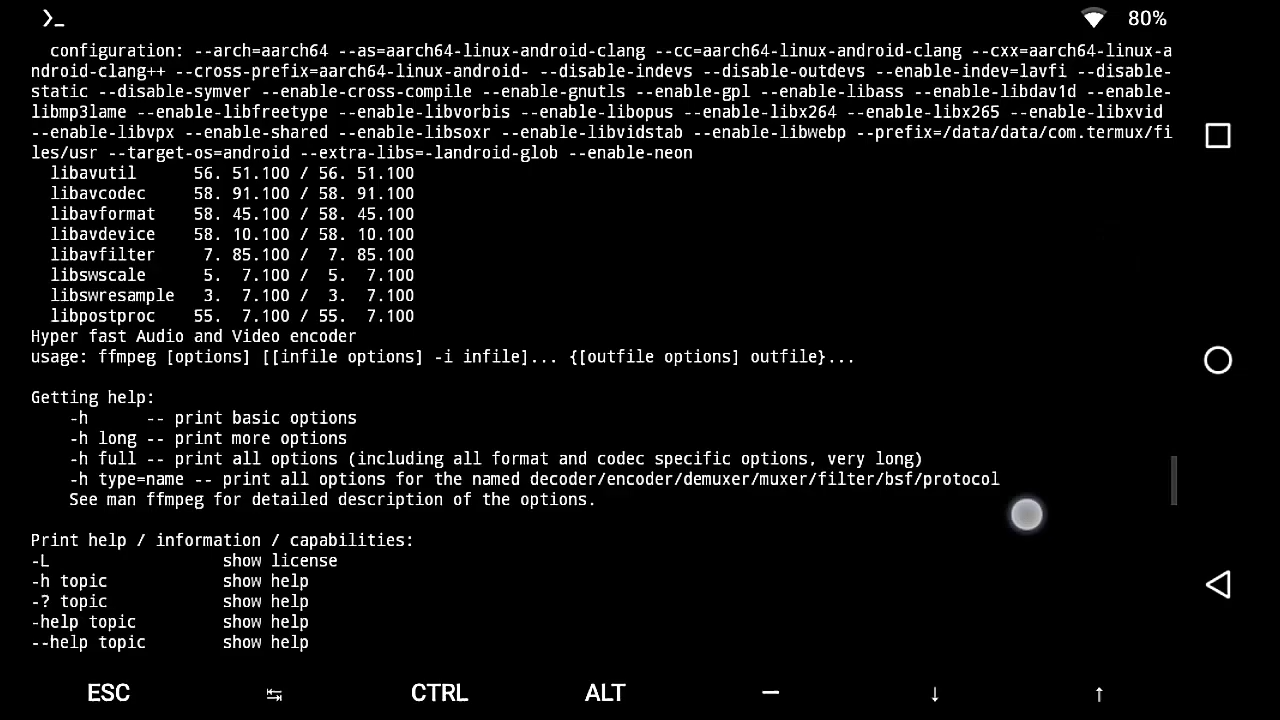 80%
configuration: --arch=aarch64 --as=aarch64-linux-android-clang --cc=aarch64-linux-android-clang --cxx=aarch64-linux-a
ndroid-clang++ --cross-prefix=aarch64-linux-android- --disable-indevs --disable-outdevs --enable-indev=lavfi --disable-
static --disable-symver --enable-cross-compile --enable-gnutls --enable-gpl --enable-libass --enable-libdav1d --enable-
libmp3lame --enable-libfreetype --enable-libvorbis --enable-libopus --enable-libx264 --enable-libx265 --enable-libxvid
--enable-libvpx --enable-shared --enable-libsoxr --enable-libvidstab --enable-libwebp --prefix=/data/data/com.termux/fi
les/usr --target-os=android --extra-libs=-landroid-glob --enable-neon
libavutil      56. 51.100 / 56. 51.100
libavcodec     58. 91.100 / 58. 91.100
libavformat    58. 45.100 / 58. 45.100
libavdevice    58. 10.100 / 58. 10.100
libavfilter     7. 85.100 /  7. 85.100
libswscale      5.  7.100 /  5.  7.100
libswresample   3.  7.100 /  3.  7.100
libpostproc    55.  7.100 / 55.  7.100
Hyper fast Audio and Video encoder
usage: ffmpeg [options] [[infile options] -i infile]... {[outfile options] outfile}...
Getting help:
-h      -- print basic options
-h long -- print more options
-h full -- print all options (including all format and codec specific options, very long)
-h type=name -- print all options for the named decoder/encoder/demuxer/muxer/filter/bsf/protocol
See man ffmpeg for detailed description of the options.
Print help / information / capabilities:
-L                  show license
-h topic            show help
-? topic            show help
-help topic         show help
--help topic        show help
ESC ↹ CTRL ALT — ↓ ↑